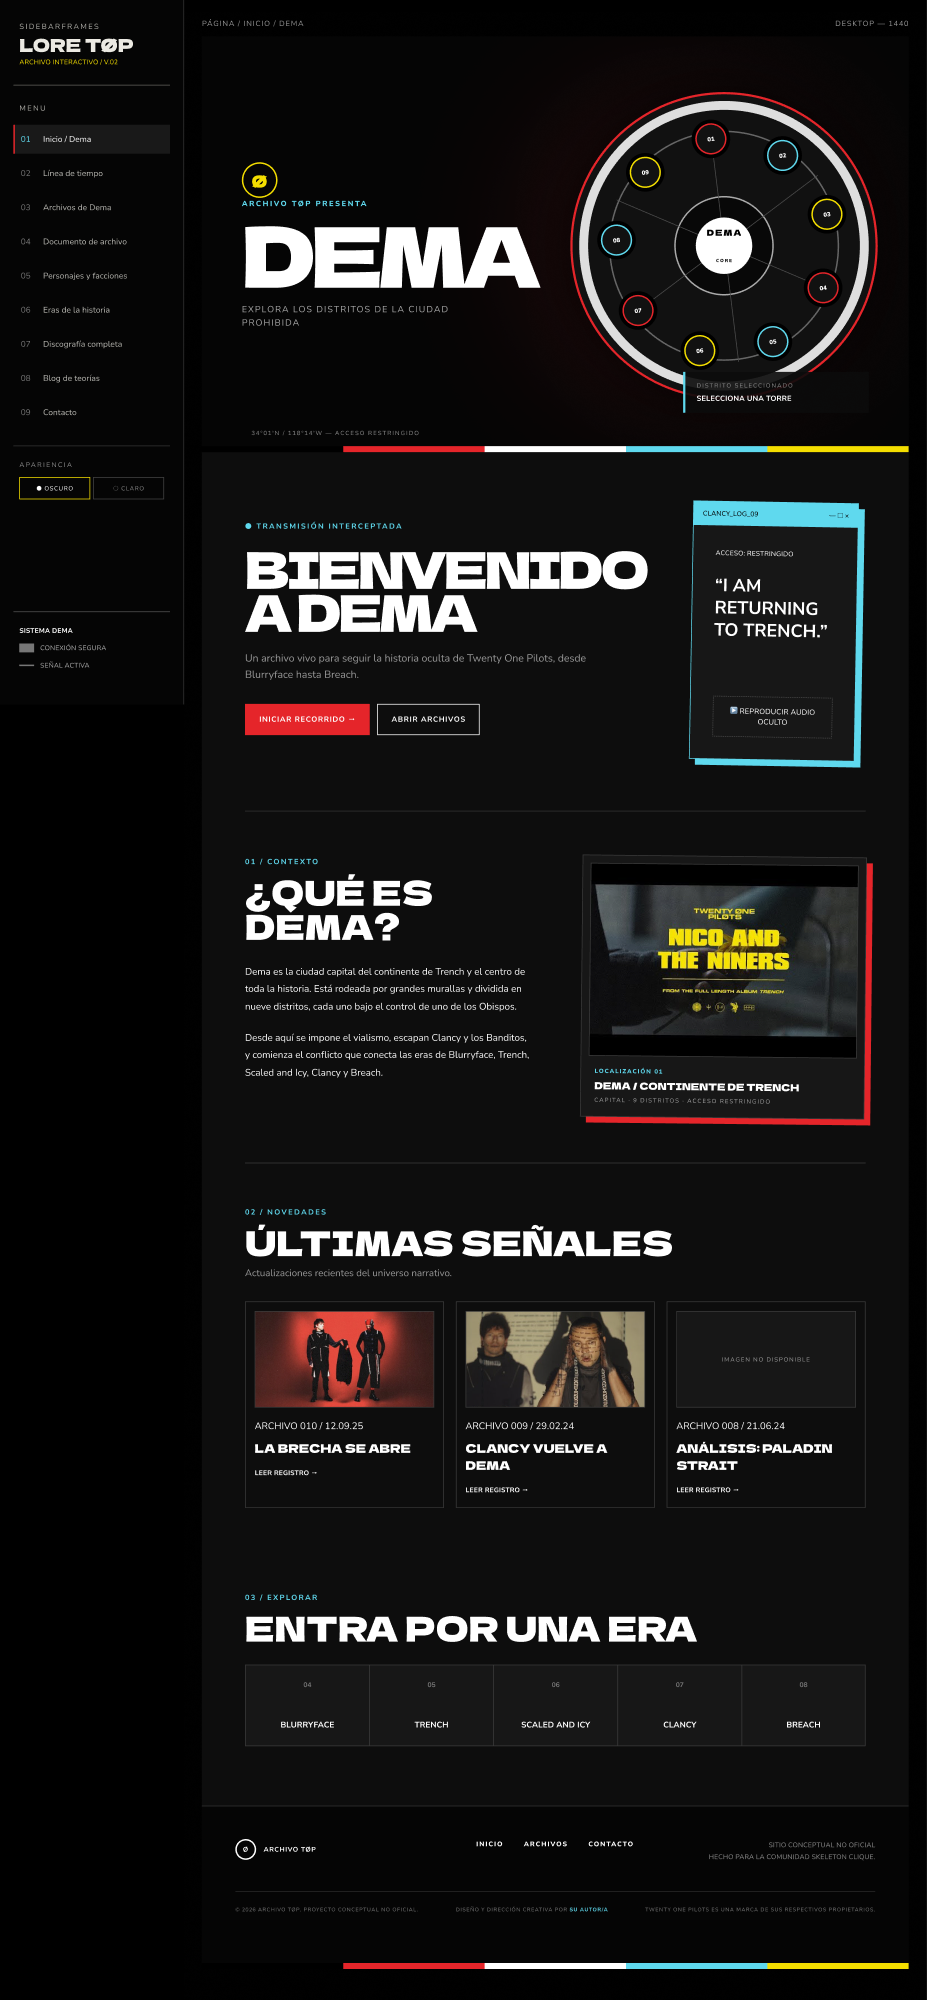 SIDEBARFRAMES
LORE TØP
ARCHIVO INTERACTIVO / V.02
MENU
01 Inicio / Dema
02 Línea de tiempo
03 Archivos de Dema
04 Documento de archivo
05 Personajes y facciones
06 Eras de la historia
07 Discografía completa
08 Blog de teorías
09 Contacto
APARIENCIA
OSCURO
CLARO
SISTEMA DEMA
CONEXIÓN SEGURA
SEÑAL ACTIVA
PÁGINA / INICIO / DEMA
DESKTOP — 1440
Ø
ARCHIVO TØP PRESENTA
DEMA
EXPLORA LOS DISTRITOS DE LA CIUDAD
PROHIBIDA
01
02
03
04
05
06
07
08
09
DEMA
CORE
DISTRITO SELECCIONADO
SELECCIONA UNA TORRE
34°01'N / 118°14'W — ACCESO RESTRINGIDO
TRANSMISIÓN INTERCEPTADA
BIENVENIDO
A DEMA
Un archivo vivo para seguir la historia oculta de Twenty One Pilots, desde
Blurryface hasta Breach.
INICIAR RECORRIDO →
ABRIR ARCHIVOS
CLANCY_LOG_09
— □ ×
ACCESO: RESTRINGIDO
“I AM
RETURNING
TO TRENCH.”
▶ REPRODUCIR AUDIO
OCULTO
01 / CONTEXTO
¿QUÉ ES
DEMA?
Dema es la ciudad capital del continente de Trench y el centro de
toda la historia. Está rodeada por grandes murallas y dividida en
nueve distritos, cada uno bajo el control de uno de los Obispos.
Desde aquí se impone el vialismo, escapan Clancy y los Banditos,
y comienza el conflicto que conecta las eras de Blurryface, Trench,
Scaled and Icy, Clancy y Breach.
TWENTY ONE
PILØTS
NICO AND
THE NINERS
FROM THE FULL LENGTH ALBUM TRENCH
LOCALIZACIÓN 01
DEMA / CONTINENTE DE TRENCH
CAPITAL · 9 DISTRITOS · ACCESO RESTRINGIDO
02 / NOVEDADES
ÚLTIMAS SEÑALES
Actualizaciones recientes del universo narrativo.
ARCHIVO 010 / 12.09.25
LA BRECHA SE ABRE
LEER REGISTRO →
ARCHIVO 009 / 29.02.24
CLANCY VUELVE A
DEMA
LEER REGISTRO →
IMAGEN NO DISPONIBLE
ARCHIVO 008 / 21.06.24
ANÁLISIS: PALADIN
STRAIT
LEER REGISTRO →
03 / EXPLORAR
ENTRA POR UNA ERA
04
BLURRYFACE
05
TRENCH
06
SCALED AND ICY
07
CLANCY
08
BREACH
Ø ARCHIVO TØP
INICIO ARCHIVOS CONTACTO
SITIO CONCEPTUAL NO OFICIAL
HECHO PARA LA COMUNIDAD SKELETON CLIQUE.
© 2026 ARCHIVO TØP. PROYECTO CONCEPTUAL NO OFICIAL.
DISEÑO Y DIRECCIÓN CREATIVA POR SU AUTOR/A
TWENTY ONE PILOTS ES UNA MARCA DE SUS RESPECTIVOS PROPIETARIOS.